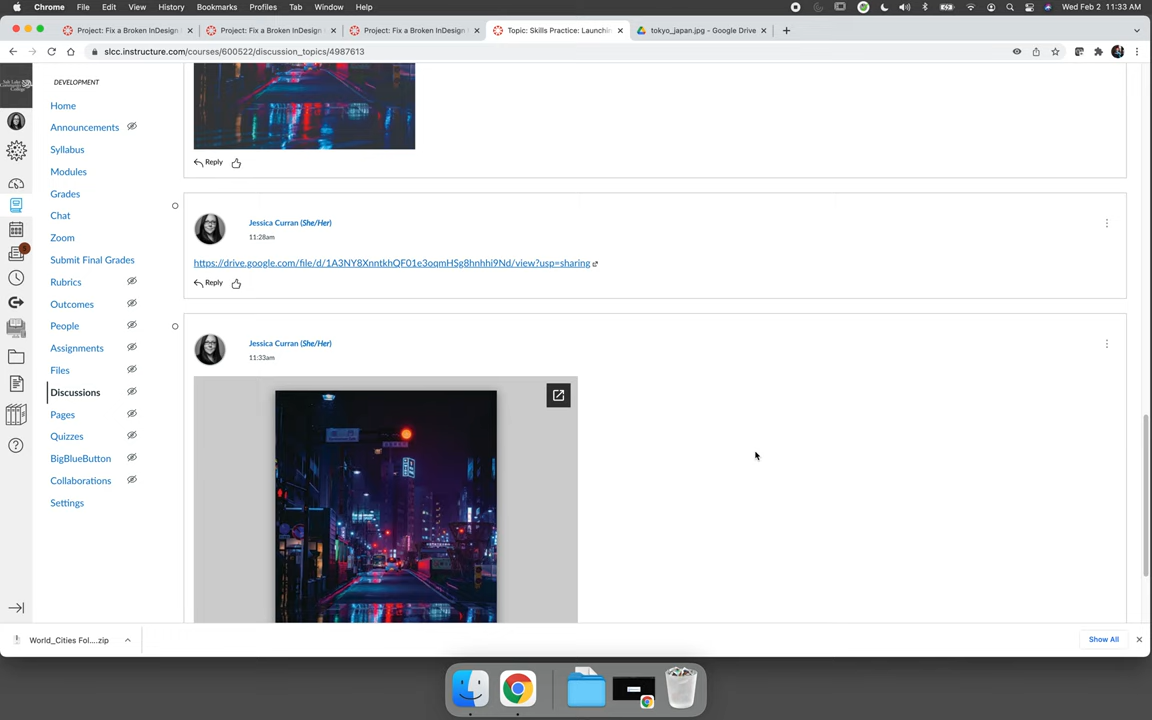 Chrome File Edit View History Bookmarks Profiles Tab Window Help Wed Feb 2 11:33 AM
Project: Fix a Broken InDesign
Project: Fix a Broken InDesign
Project: Fix a Broken InDesign
Topic: Skills Practice: Launchin
tokyo_japan.jpg - Google Drive
slcc.instructure.com/courses/600522/discussion_topics/4987613
DEVELOPMENT
Home
Announcements
Syllabus
Modules
Grades
Chat
Zoom
Submit Final Grades
Rubrics
Outcomes
People
Assignments
Files
Discussions
Pages
Quizzes
BigBlueButton
Collaborations
Settings
Reply
Jessica Curran (She/Her)
11:28am
https://drive.google.com/file/d/1A3NY8XnntkhQF01e3oqmHSg8hnhhi9Nd/view?usp=sharing
Reply
Jessica Curran (She/Her)
11:33am
World_Cities Fol....zip
Show All